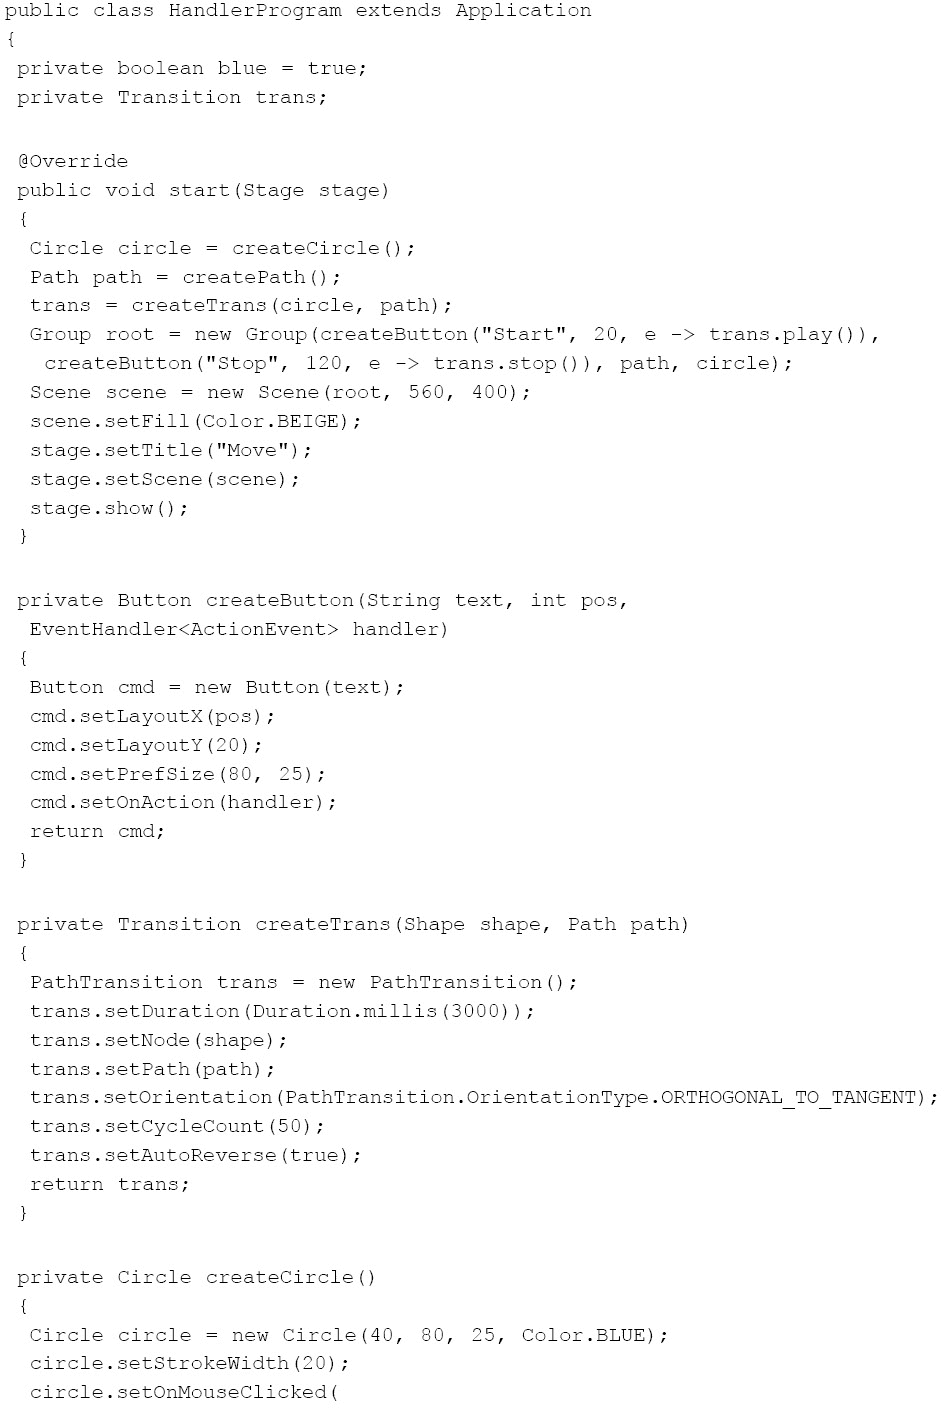 public class HandlerProgram extends Application
{
 private boolean blue = true;
 private Transition trans;

 @Override
 public void start(Stage stage)
 {
  Circle circle = createCircle();
  Path path = createPath();
  trans = createTrans(circle, path);
  Group root = new Group(createButton("Start", 20, e -> trans.play()),
   createButton("Stop", 120, e -> trans.stop()), path, circle);
  Scene scene = new Scene(root, 560, 400);
  scene.setFill(Color.BEIGE);
  stage.setTitle("Move");
  stage.setScene(scene);
  stage.show();
 }

 private Button createButton(String text, int pos,
  EventHandler<ActionEvent> handler)
 {
  Button cmd = new Button(text);
  cmd.setLayoutX(pos);
  cmd.setLayoutY(20);
  cmd.setPrefSize(80, 25);
  cmd.setOnAction(handler);
  return cmd;
 }

 private Transition createTrans(Shape shape, Path path)
 {
  PathTransition trans = new PathTransition();
  trans.setDuration(Duration.millis(3000));
  trans.setNode(shape);
  trans.setPath(path);
  trans.setOrientation(PathTransition.OrientationType.ORTHOGONAL_TO_TANGENT);
  trans.setCycleCount(50);
  trans.setAutoReverse(true);
  return trans;
 }

 private Circle createCircle()
 {
  Circle circle = new Circle(40, 80, 25, Color.BLUE);
  circle.setStrokeWidth(20);
  circle.setOnMouseClicked(